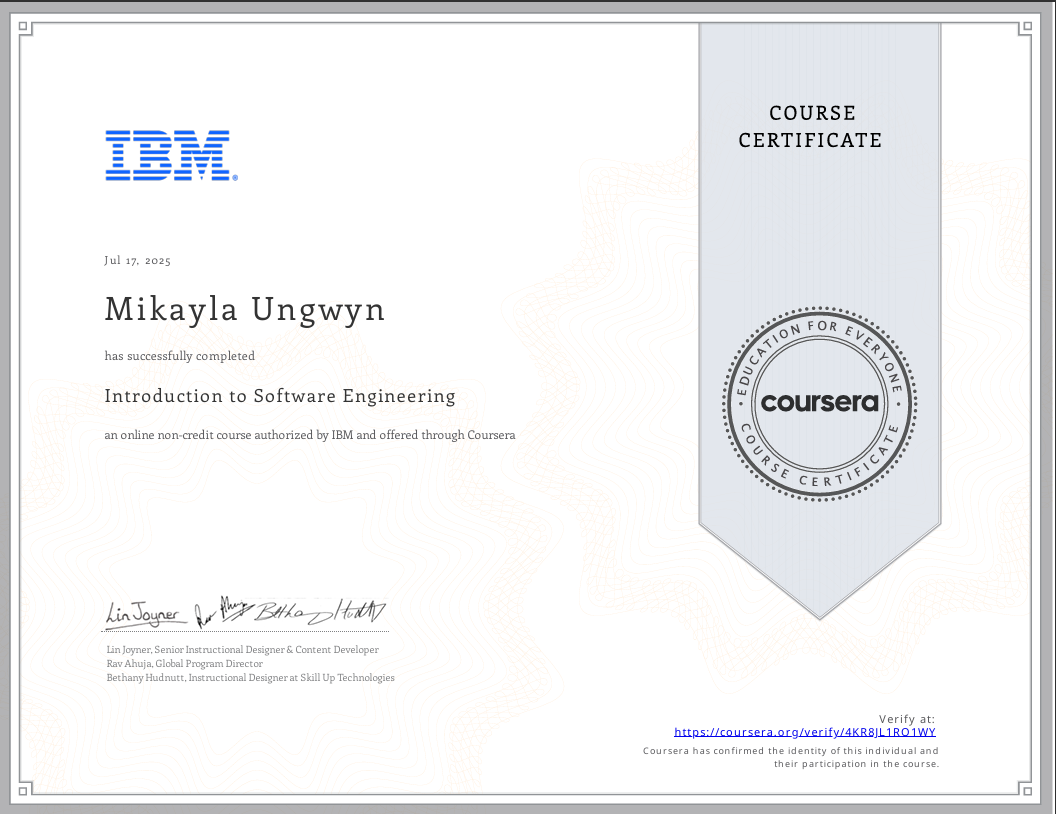 COURSE
CERTIFICATE
IBM®
Jul 17, 2025
Mikayla Ungwyn
has successfully completed
Introduction to Software Engineering
an online non-credit course authorized by IBM and offered through Coursera
EDUCATION FOR EVERYONE
coursera
COURSE CERTIFICATE
Lin Joyner
Lin Joyner, Senior Instructional Designer & Content Developer
Rav Ahuja, Global Program Director
Bethany Hudnutt, Instructional Designer at Skill Up Technologies
Verify at:
https://coursera.org/verify/4KR8JL1RO1WY
Coursera has confirmed the identity of this individual and
their participation in the course.